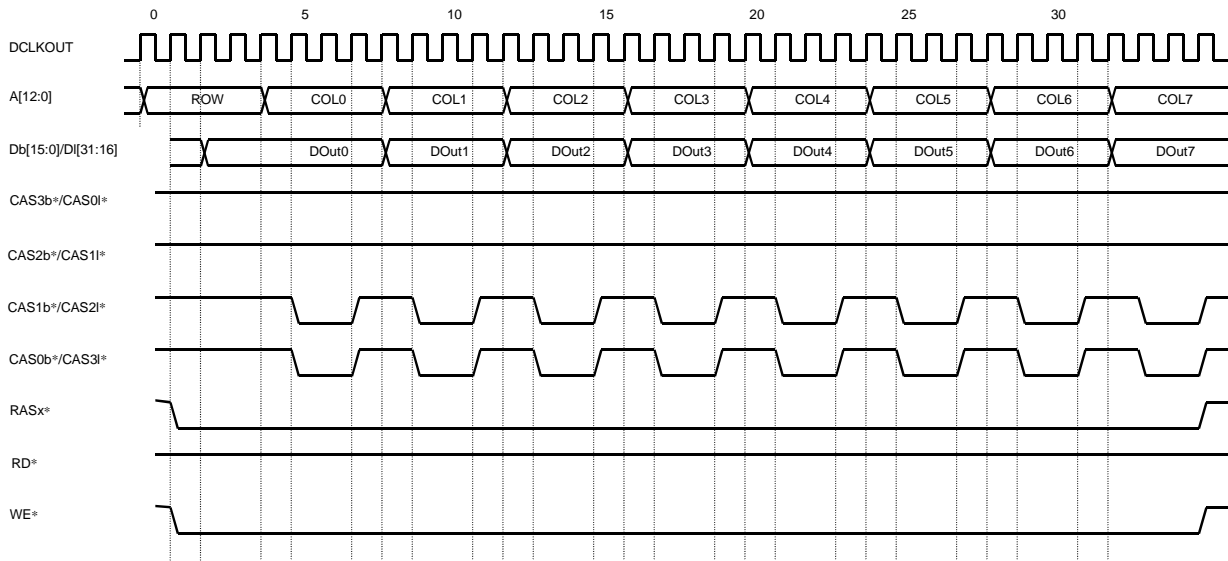 0 5 10 15 20 25 30
DCLKOUT
A[12:0] ROW COL0 COL1 COL2 COL3 COL4 COL5 COL6 COL7
Db[15:0]/Dl[31:16] DOut0 DOut1 DOut2 DOut3 DOut4 DOut5 DOut6 DOut7
CAS3b*/CAS0l*
CAS2b*/CAS1l*
CAS1b*/CAS2l*
CAS0b*/CAS3l*
RASx*
RD*
WE*